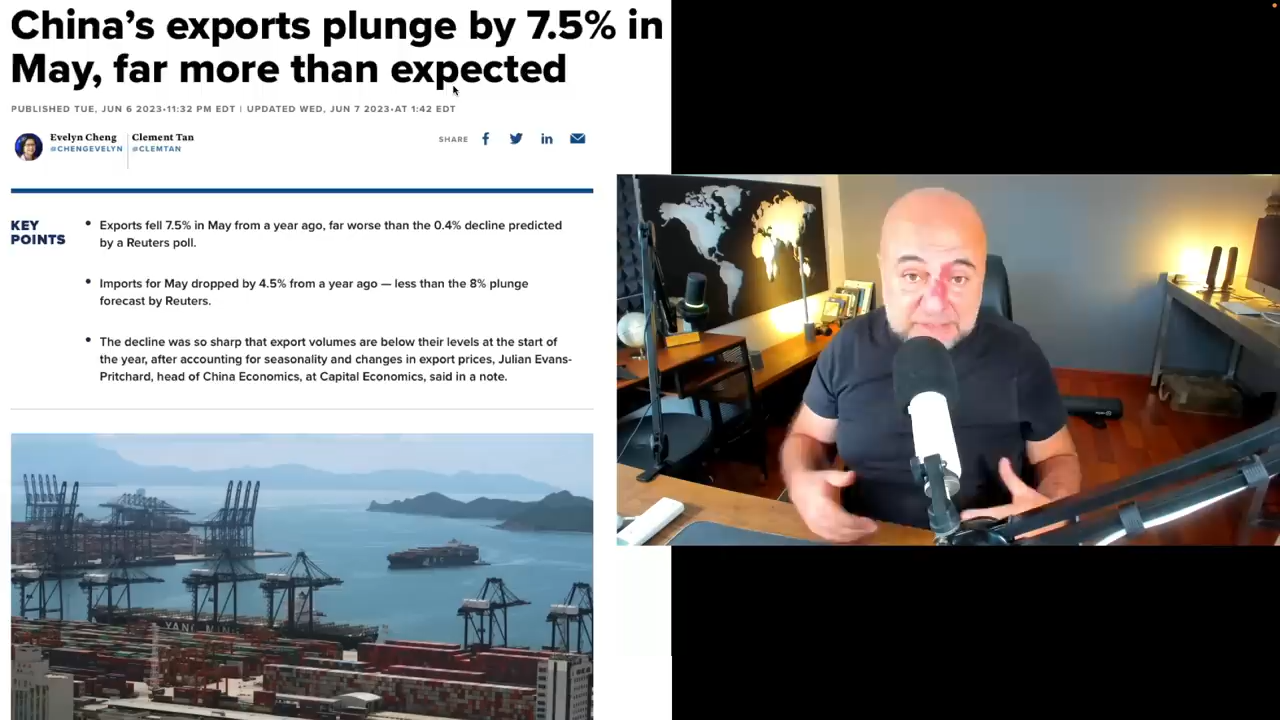 China’s exports plunge by 7.5% in
May, far more than expected
PUBLISHED TUE, JUN 6 2023•11:32 PM EDT | UPDATED WED, JUN 7 2023•AT 1:42 EDT
Evelyn Cheng
@CHENGEVELYN
Clement Tan
@CLEMTAN
SHARE
KEY
POINTS
• Exports fell 7.5% in May from a year ago, far worse than the 0.4% decline predicted
by a Reuters poll.
• Imports for May dropped by 4.5% from a year ago — less than the 8% plunge
forecast by Reuters.
• The decline was so sharp that export volumes are below their levels at the start of
the year, after accounting for seasonality and changes in export prices, Julian Evans-
Pritchard, head of China Economics, at Capital Economics, said in a note.